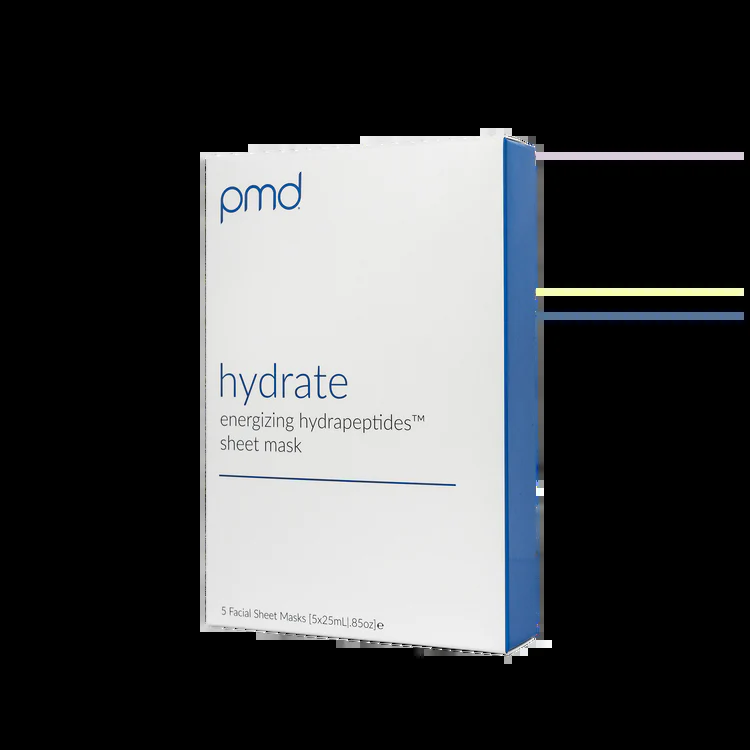 pmd
hydrate
energizing hydrapeptides™
sheet mask
5 Facial Sheet Masks [5x25mL|.85oz]℮